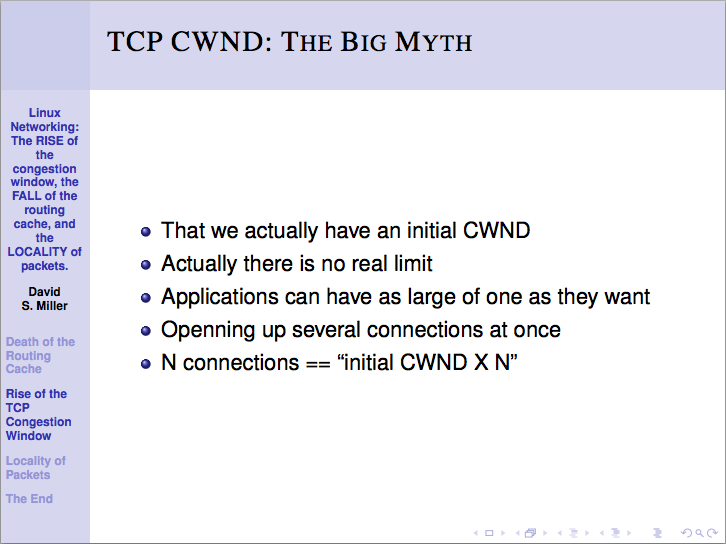 TCP CWND: THE BIG MYTH
Linux
Networking:
The RISE of
the
congestion
window, the
FALL of the
routing
cache, and
the
LOCALITY of
packets.
David
S. Miller
Death of the
Routing
Cache
Rise of the
TCP
Congestion
Window
Locality of
Packets
The End
That we actually have an initial CWND
Actually there is no real limit
Applications can have as large of one as they want
Openning up several connections at once
N connections == “initial CWND X N”